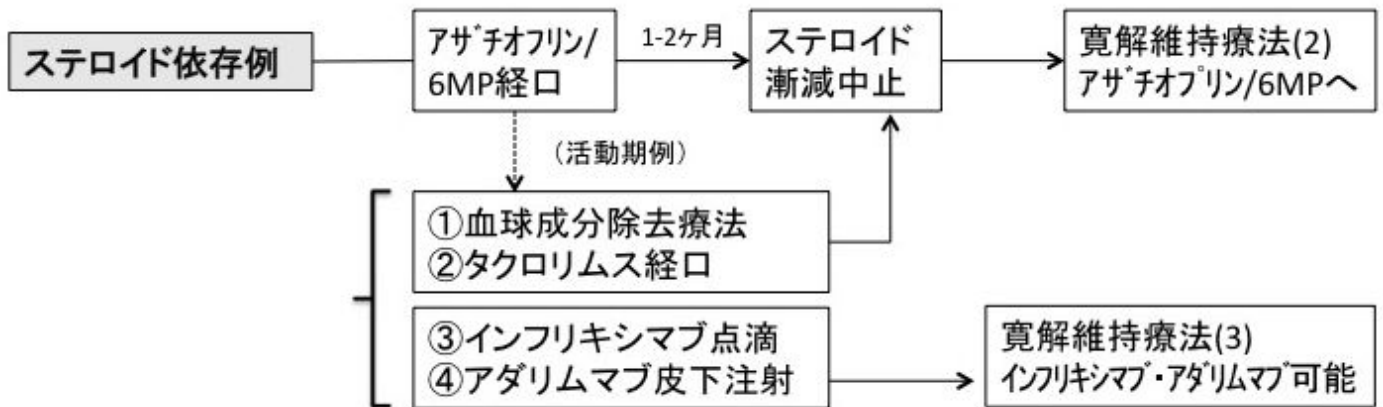 ステロイド依存例
アザチオフリン/
6MP経口
1-2ケ月
ステロイド
漸減中止
寛解維持療法(2)
アザチオプリン/6MPへ
（活動期例）
①血球成分除去療法
②タクロリムス経口
③インフリキシマブ点滴
④アダリムマブ皮下注射
寛解維持療法(3)
インフリキシマブ・アダリムマブ可能